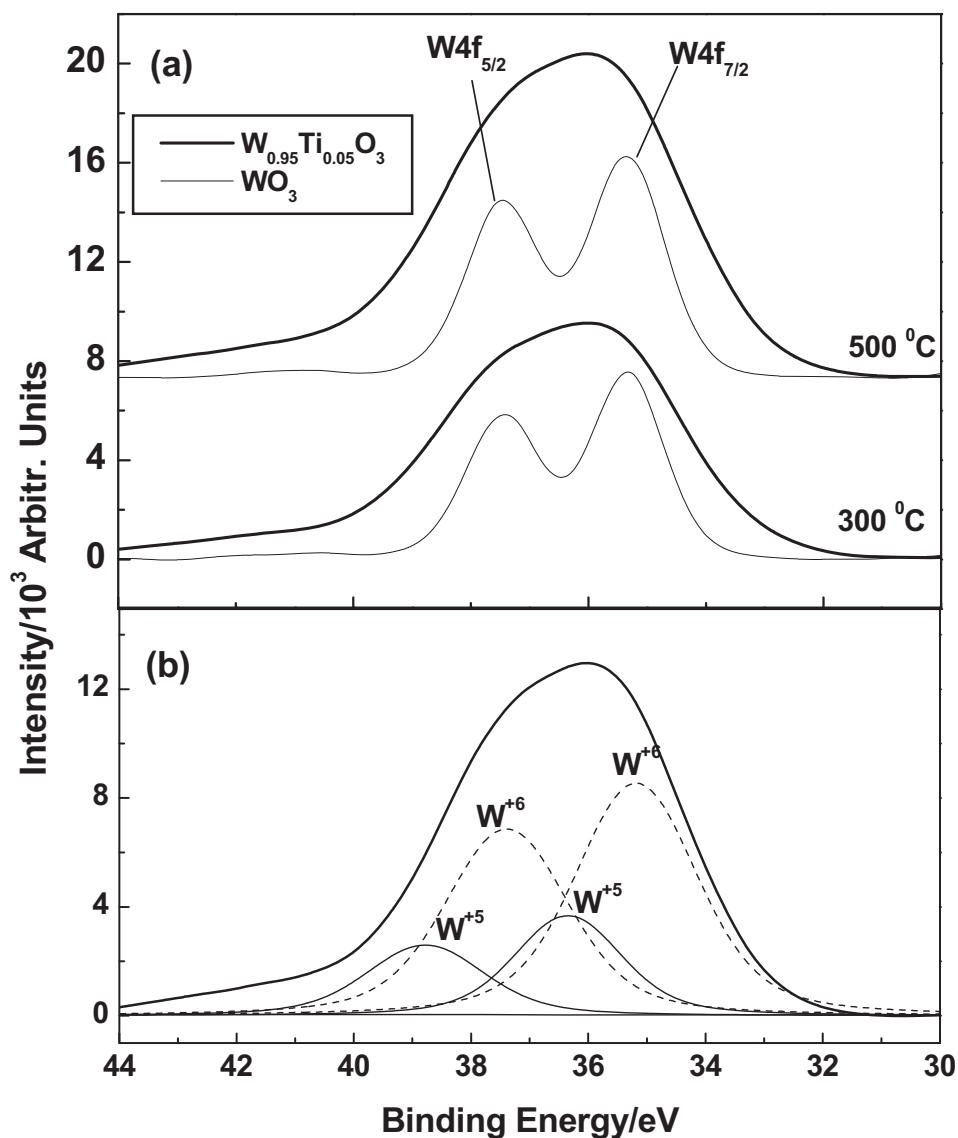 (a)
W4f5/2
W4f7/2
W0.95Ti0.05O3
WO3
20
16
12
8
4
0
500 ⁰C
300 ⁰C
Intensity/10³ Arbitr. Units
(b)
W+6
W+6
W+5
W+5
12
8
4
0
44 42 40 38 36 34 32 30
Binding Energy/eV